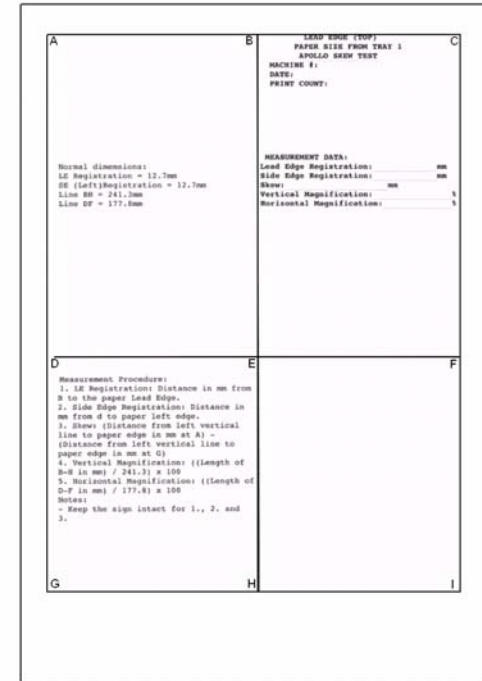 A B C
LEAD EDGE (TOP)
PAPER SIZE FROM TRAY 1
APOLLO SKEW TEST
MACHINE #:
DATE:
PRINT COUNT:
Normal dimensions:
LE Registration = 12.7mm
SE (Left)Registration = 12.7mm
Line BH = 241.3mm
Line DF = 177.8mm
MEASUREMENT DATA:
Lead Edge Registration: mm
Side Edge Registration: mm
Skew: mm
Vertical Magnification: %
Horizontal Magnification: %
D E F
Measurement Procedure:
1. LE Registration: Distance in mm from
B to the paper Lead Edge.
2. Side Edge Registration: Distance in
mm from d to paper left edge.
3. Skew: (Distance from left vertical
line to paper edge in mm at A) -
(Distance from left vertical line to
paper edge in mm at G)
4. Vertical Magnification: ((Length of
B-H in mm) / 241.3) x 100
5. Horizontal Magnification: ((Length of
D-F in mm) / 177.8) x 100
Notes:
- Keep the sign intact for 1., 2. and
3.
G H I